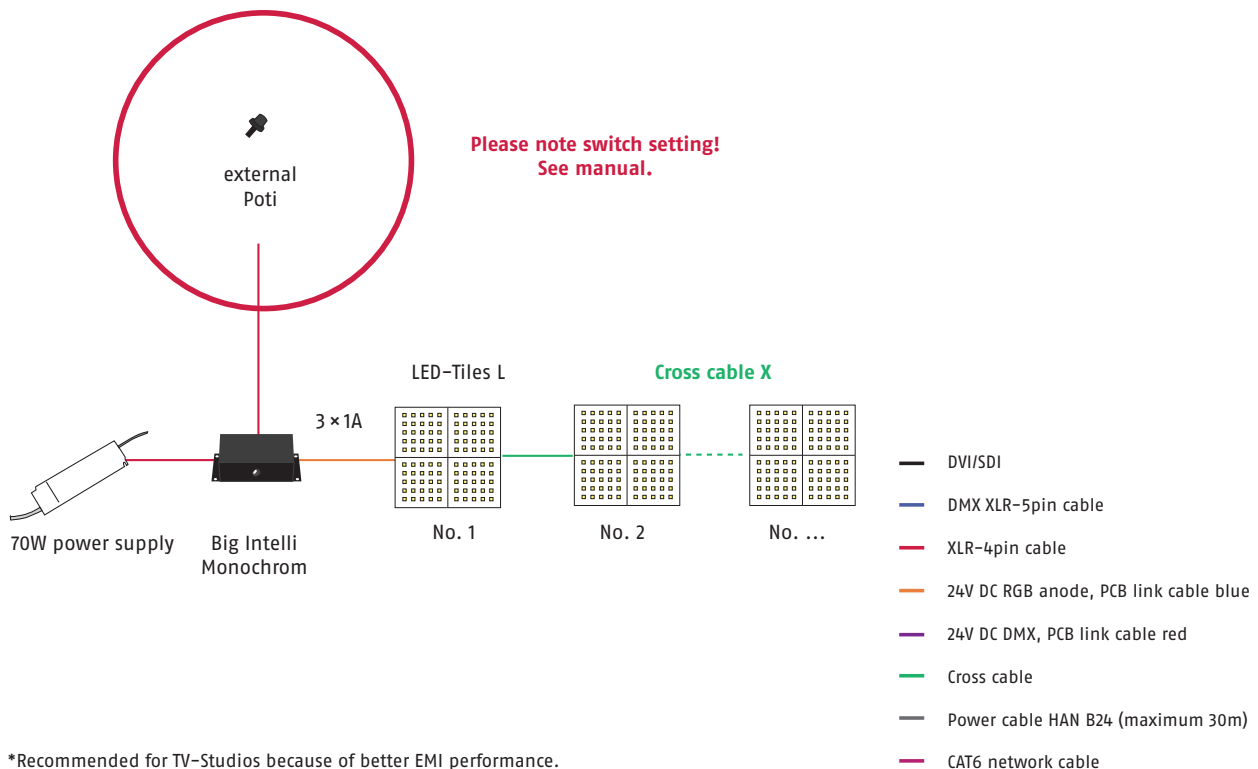 external
Poti
Please note switch setting!
See manual.
LED-Tiles L
Cross cable X
3 × 1A
70W power supply
Big Intelli
Monochrom
No. 1
No. 2
No. ...
DVI/SDI
DMX XLR-5pin cable
XLR-4pin cable
24V DC RGB anode, PCB link cable blue
24V DC DMX, PCB link cable red
Cross cable
Power cable HAN B24 (maximum 30m)
CAT6 network cable
*Recommended for TV-Studios because of better EMI performance.